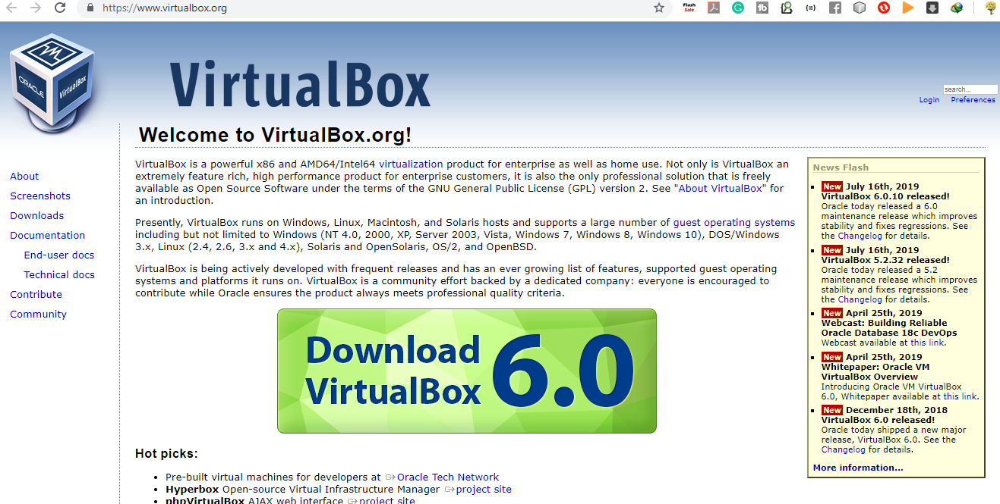 https://www.virtualbox.org
Flash
Sale
ORACLE
VirtualBox
VirtualBox
search...
Login Preferences
Welcome to VirtualBox.org!
About
Screenshots
Downloads
Documentation
End-user docs
Technical docs
Contribute
Community
VirtualBox is a powerful x86 and AMD64/Intel64 virtualization product for enterprise as well as home use. Not only is VirtualBox an
extremely feature rich, high performance product for enterprise customers, it is also the only professional solution that is freely
available as Open Source Software under the terms of the GNU General Public License (GPL) version 2. See "About VirtualBox" for
an introduction.
Presently, VirtualBox runs on Windows, Linux, Macintosh, and Solaris hosts and supports a large number of guest operating systems
including but not limited to Windows (NT 4.0, 2000, XP, Server 2003, Vista, Windows 7, Windows 8, Windows 10), DOS/Windows
3.x, Linux (2.4, 2.6, 3.x and 4.x), Solaris and OpenSolaris, OS/2, and OpenBSD.
VirtualBox is being actively developed with frequent releases and has an ever growing list of features, supported guest operating
systems and platforms it runs on. VirtualBox is a community effort backed by a dedicated company: everyone is encouraged to
contribute while Oracle ensures the product always meets professional quality criteria.
Download
VirtualBox 6.0
Hot picks:
Pre-built virtual machines for developers at Oracle Tech Network
Hyperbox Open-source Virtual Infrastructure Manager project site
phpVirtualBox AJAX web interface project site
News Flash
New July 16th, 2019
VirtualBox 6.0.10 released!
Oracle today released a 6.0
maintenance release which improves
stability and fixes regressions. See
the Changelog for details.
New July 16th, 2019
VirtualBox 5.2.32 released!
Oracle today released a 5.2
maintenance release which improves
stability and fixes regressions. See
the Changelog for details.
New April 25th, 2019
Webcast: Building Reliable
Oracle Database 18c DevOps
Webcast available at this link.
New April 25th, 2019
Whitepaper: Oracle VM
VirtualBox Overview
Introducing Oracle VM VirtualBox
6.0, Whitepaper available at this link.
New December 18th, 2018
VirtualBox 6.0 released!
Oracle today shipped a new major
release, VirtualBox 6.0. See the
Changelog for details.
More information...